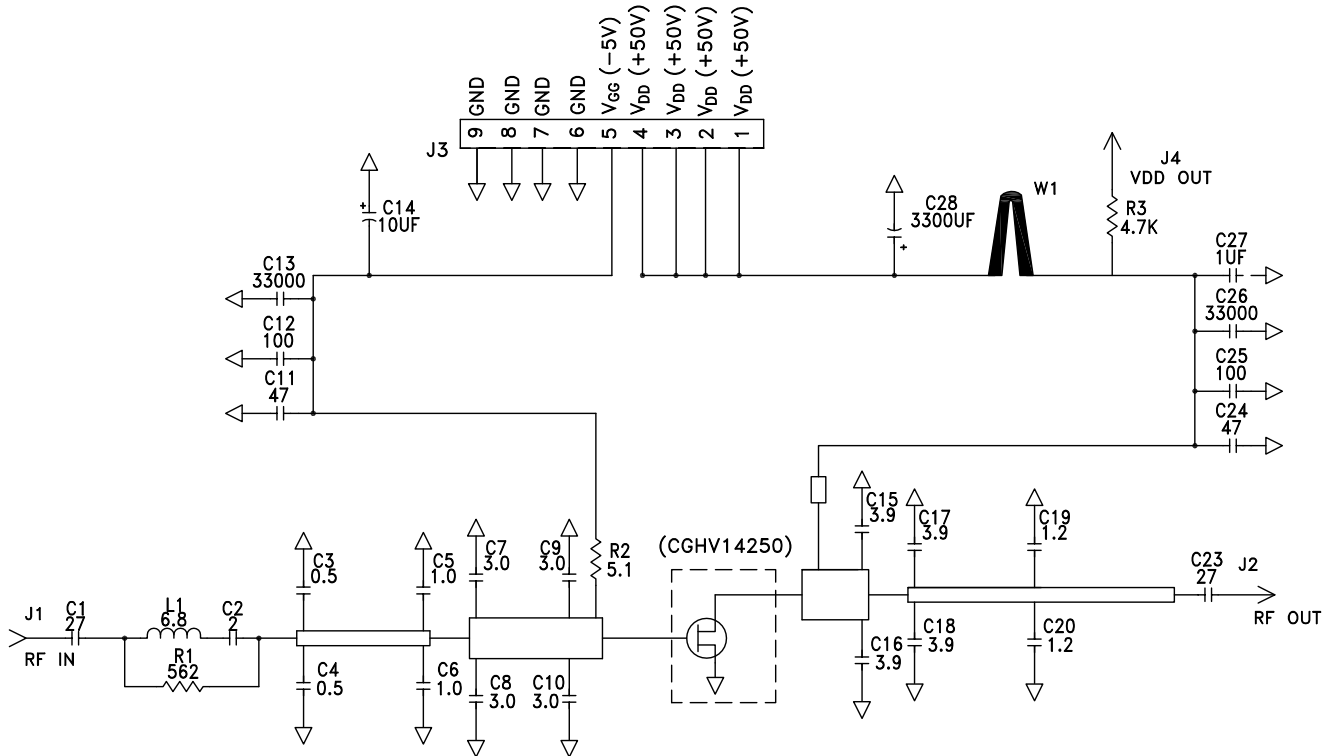 GND
GND
GND
GND
VGG (-5V)
VDD (+50V)
VDD (+50V)
VDD (+50V)
VDD (+50V)
9
8
7
6
5
4
3
2
1
J3
C14
10UF
C28
3300UF
W1
J4
VDD OUT
R3
4.7K
C13
33000
C12
100
C11
47
C27
1UF
C26
33000
C25
100
C24
47
C3
0.5
C5
1.0
C7
3.0
C9
3.0
R2
5.1
(CGHV14250)
C15
3.9
C17
3.9
C19
1.2
C23
27
J2
RF OUT
J1
RF IN
C1
27
L1
6.8
C2
2
R1
562
C4
0.5
C6
1.0
C8
3.0
C10
3.0
C16
3.9
C18
3.9
C20
1.2